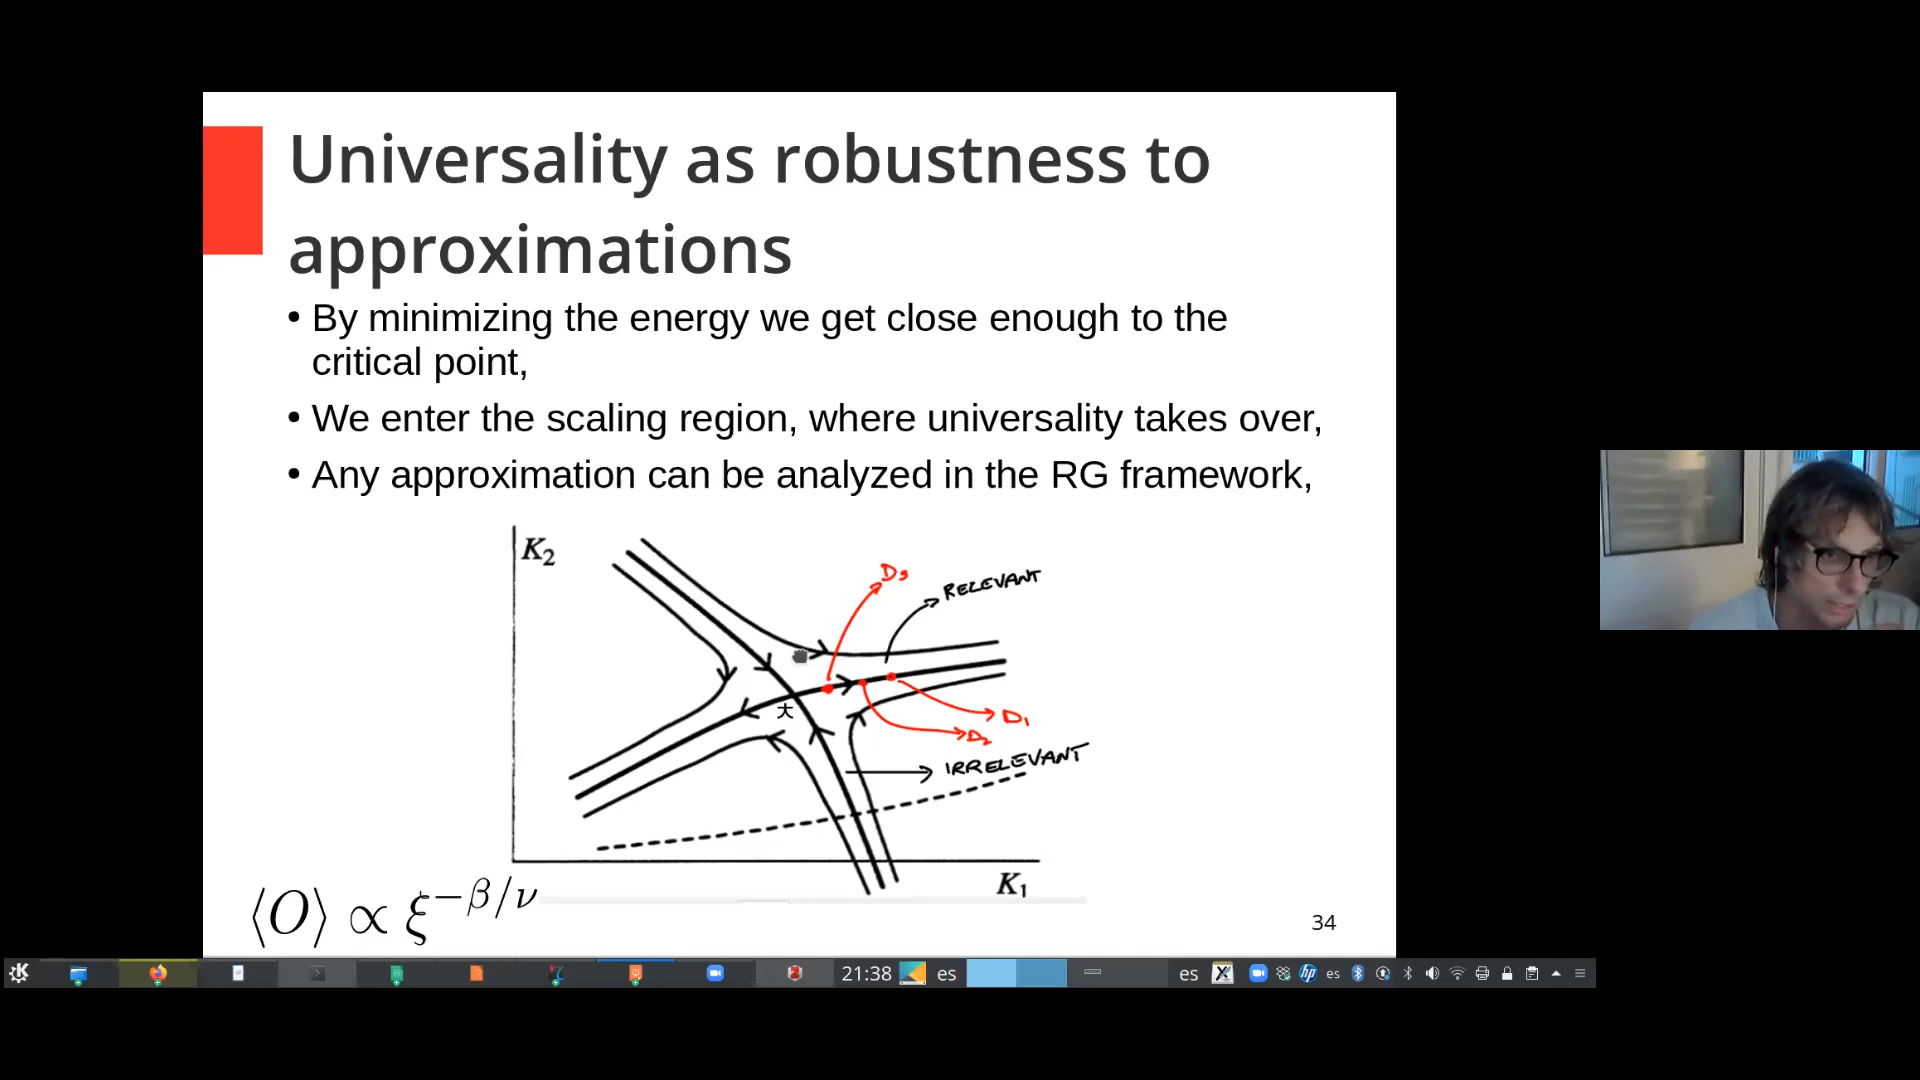 Universality as robustness to
approximations
• By minimizing the energy we get close enough to the
critical point,
• We enter the scaling region, where universality takes over,
• Any approximation can be analyzed in the RG framework,
K₂
D₃
RELEVANT
大
D₁
D₂
IRRELEVANT
K₁
⟨O⟩ ∝ ξ^{-β/ν}
34
21:38 es es es